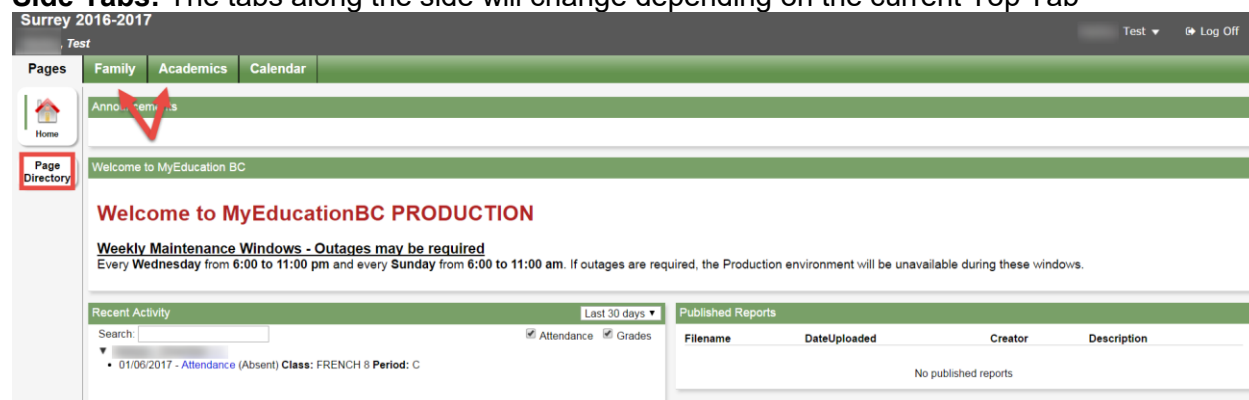 Side Tabs: The tabs along the side will change depending on the current Top Tab
Surrey 2016-2017
, Test
Test ▼ Log Off
Pages Family Academics Calendar
Home
Page
Directory
Announcements
Welcome to MyEducation BC
Welcome to MyEducationBC PRODUCTION
Weekly Maintenance Windows - Outages may be required
Every Wednesday from 6:00 to 11:00 pm and every Sunday from 6:00 to 11:00 am. If outages are required, the Production environment will be unavailable during these windows.
Recent Activity Last 30 days ▼
Search: Attendance Grades
▼
• 01/06/2017 - Attendance (Absent) Class: FRENCH 8 Period: C
Published Reports
Filename DateUploaded Creator Description
No published reports